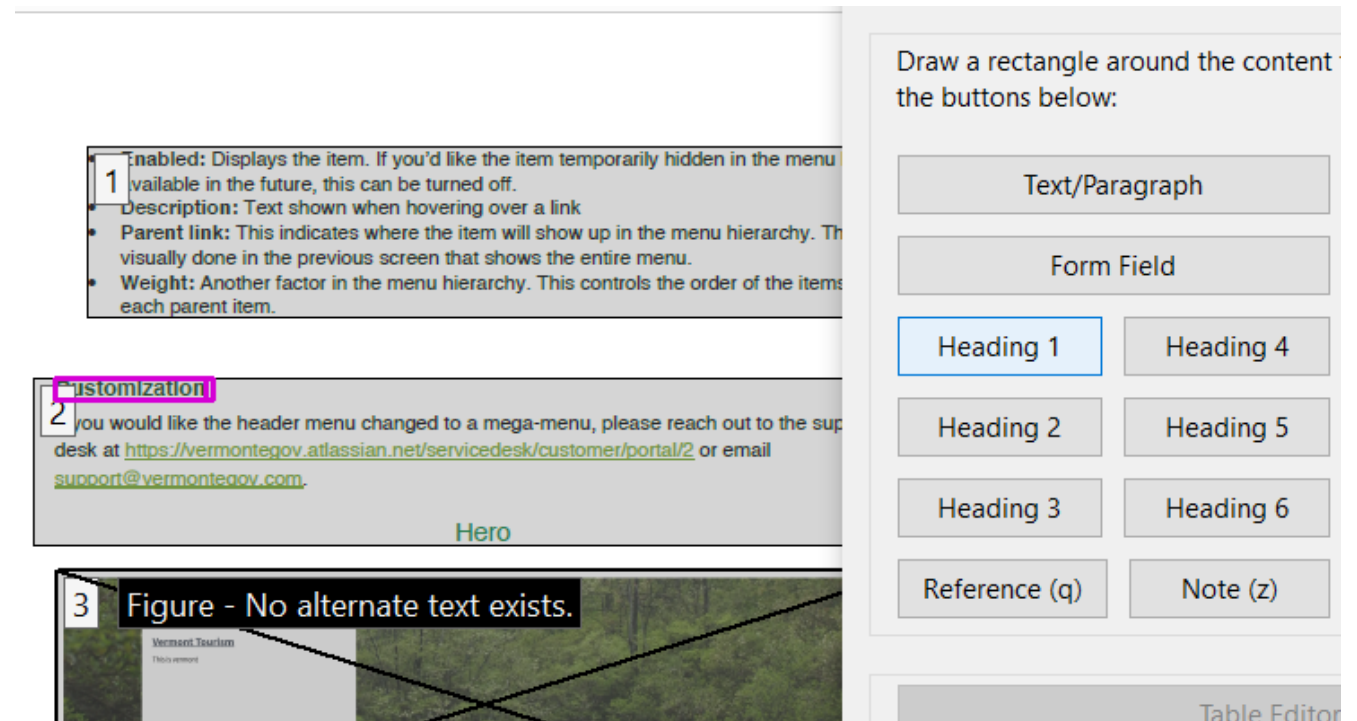 Draw a rectangle around the content
the buttons below:
Text/Paragraph
Form Field
Heading 1
Heading 4
Heading 2
Heading 5
Heading 3
Heading 6
Reference (q)
Note (z)
Table Editor
1
• Enabled: Displays the item. If you’d like the item temporarily hidden in the menu
available in the future, this can be turned off.
• Description: Text shown when hovering over a link
• Parent link: This indicates where the item will show up in the menu hierarchy. Th
visually done in the previous screen that shows the entire menu.
• Weight: Another factor in the menu hierarchy. This controls the order of the items
each parent item.
2
Customization
you would like the header menu changed to a mega-menu, please reach out to the sup
desk at https://vermontegov.atlassian.net/servicedesk/customer/portal/2 or email
support@vermontegov.com.
Hero
3
Figure - No alternate text exists.
Vermont Tourism
This is vermont